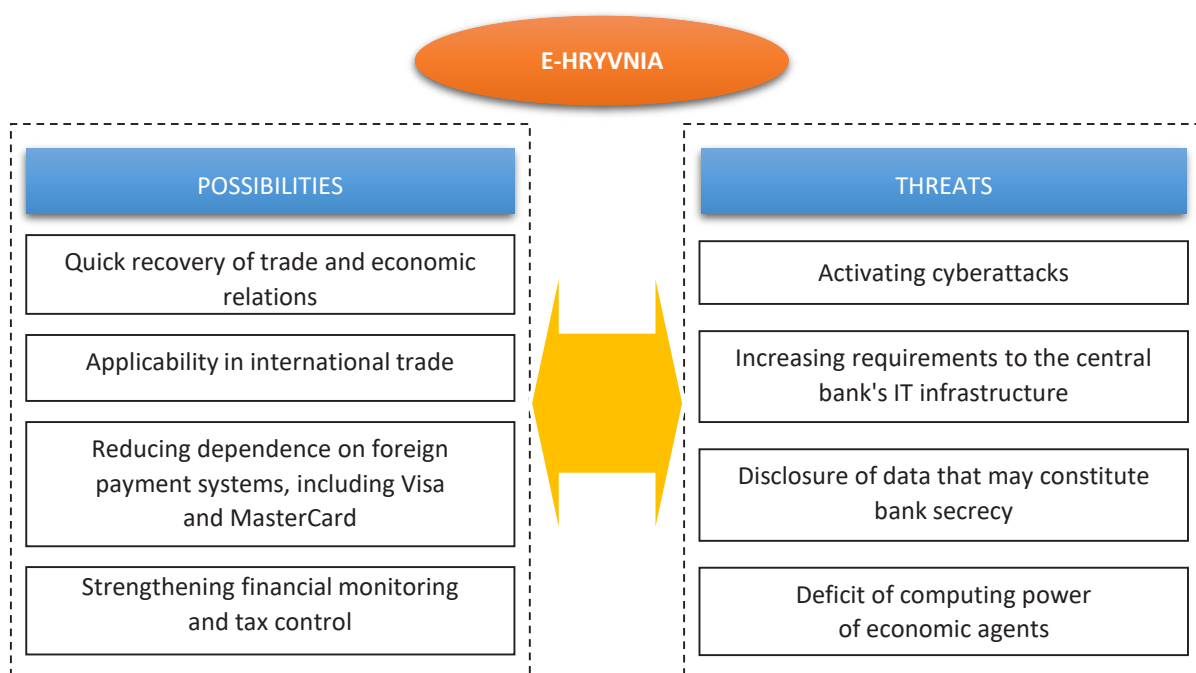 E-HRYVNIA
POSSIBILITIES
Quick recovery of trade and economic
relations
Applicability in international trade
Reducing dependence on foreign
payment systems, including Visa
and MasterCard
Strengthening financial monitoring
and tax control
THREATS
Activating cyberattacks
Increasing requirements to the central
bank's IT infrastructure
Disclosure of data that may constitute
bank secrecy
Deficit of computing power
of economic agents